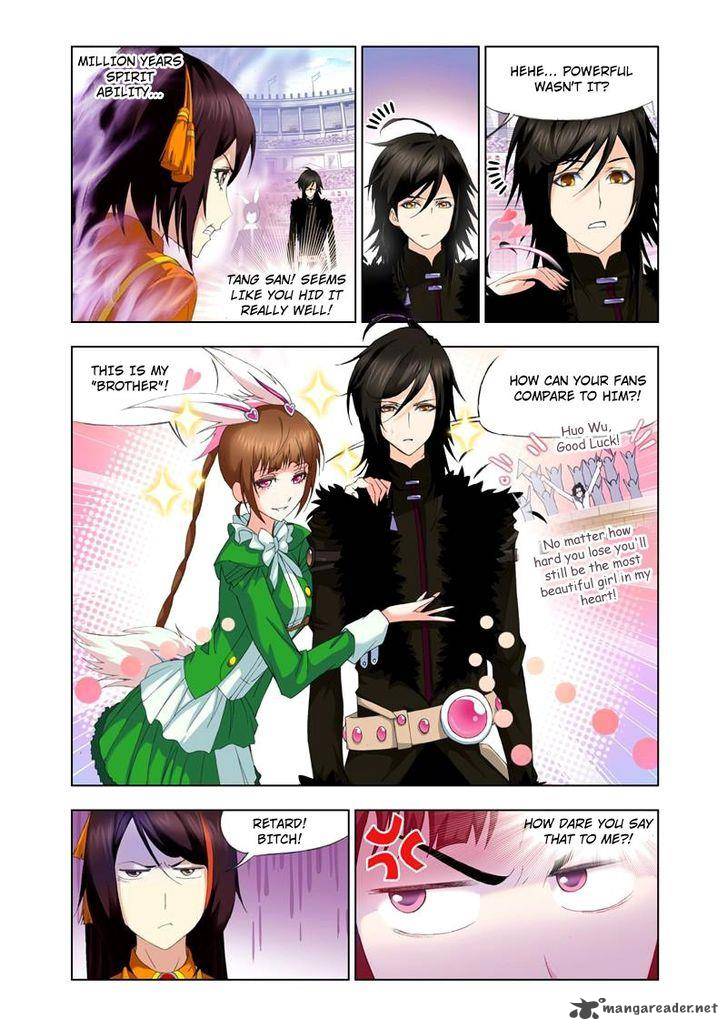 MILLION YEARS
SPIRIT
ABILITY...
TANG SAN! SEEMS
LIKE YOU HID IT
REALLY WELL!
HEHE... POWERFUL
WASN'T IT?
THIS IS MY
"BROTHER"!
HOW CAN YOUR FANS
COMPARE TO HIM?!
Huo Wu,
Good Luck!
No matter how
hard you lose you'll
still be the most
beautiful girl in my
heart!
RETARD!
BITCH!
HOW DARE YOU SAY
THAT TO ME?!
mangareader.net